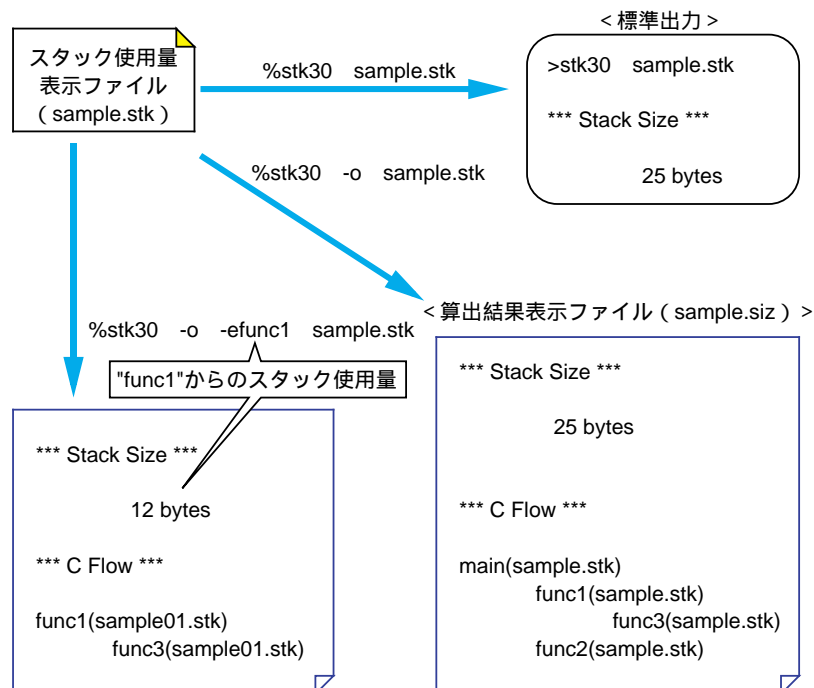 スタック使用量
表示ファイル
（sample.stk）
%stk30 sample.stk
＜標準出力＞
>stk30 sample.stk
*** Stack Size ***
25 bytes
%stk30 -o sample.stk
%stk30 -o -efunc1 sample.stk
"func1"からのスタック使用量
*** Stack Size ***
12 bytes
*** C Flow ***
func1(sample01.stk)
func3(sample01.stk)
＜算出結果表示ファイル（sample.siz）＞
*** Stack Size ***
25 bytes
*** C Flow ***
main(sample.stk)
func1(sample.stk)
func3(sample.stk)
func2(sample.stk)